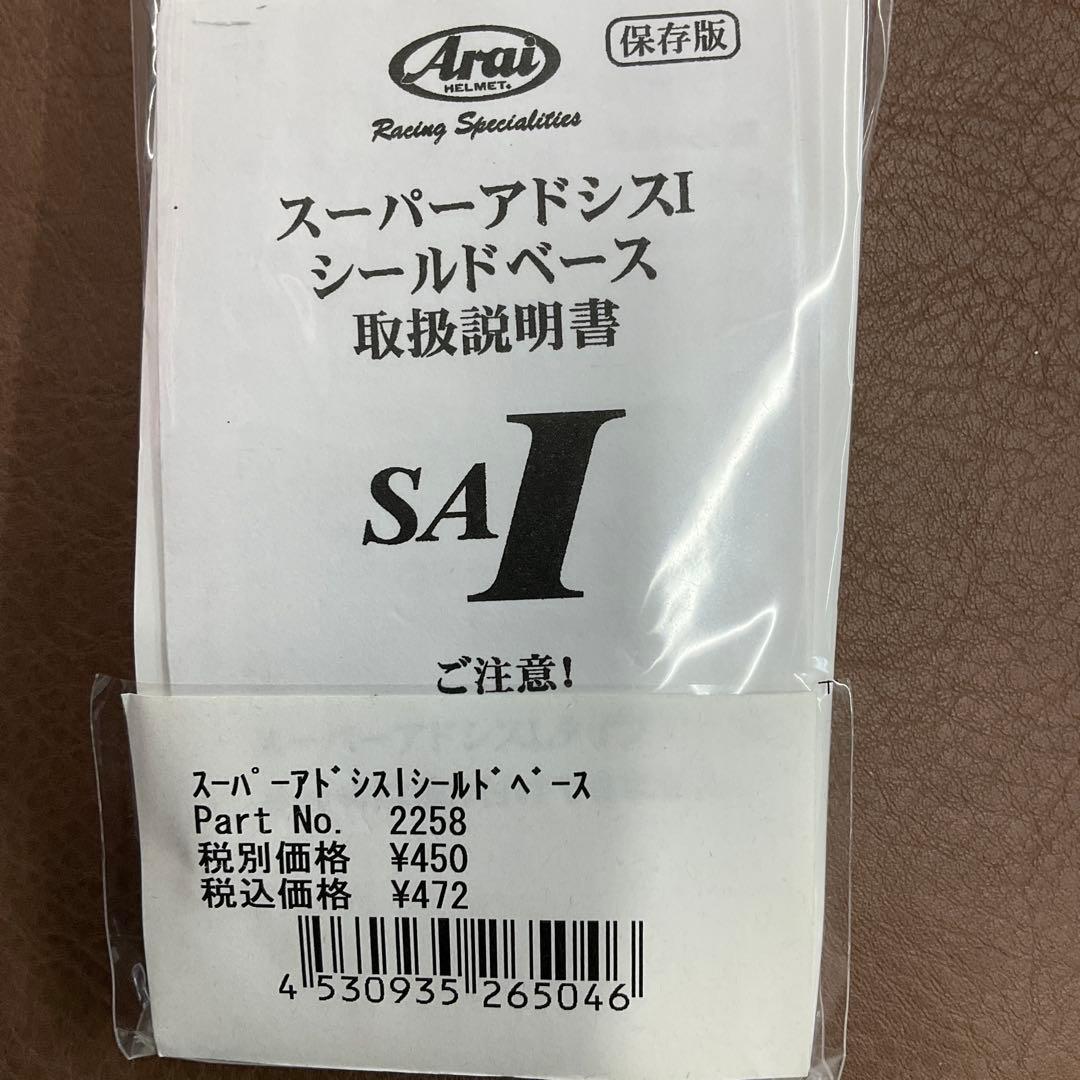 Arai
HELMET
保存版
Racing Specialities
スーパーアドシスI
シールドベース
取扱説明書
SAI
ご注意!
ｽｰﾊﾟｰｱﾄﾞｼｽIｼｰﾙﾄﾞﾍﾞｰｽ
Part No. 2258
税別価格 ¥450
税込価格 ¥472
4 530935 265046